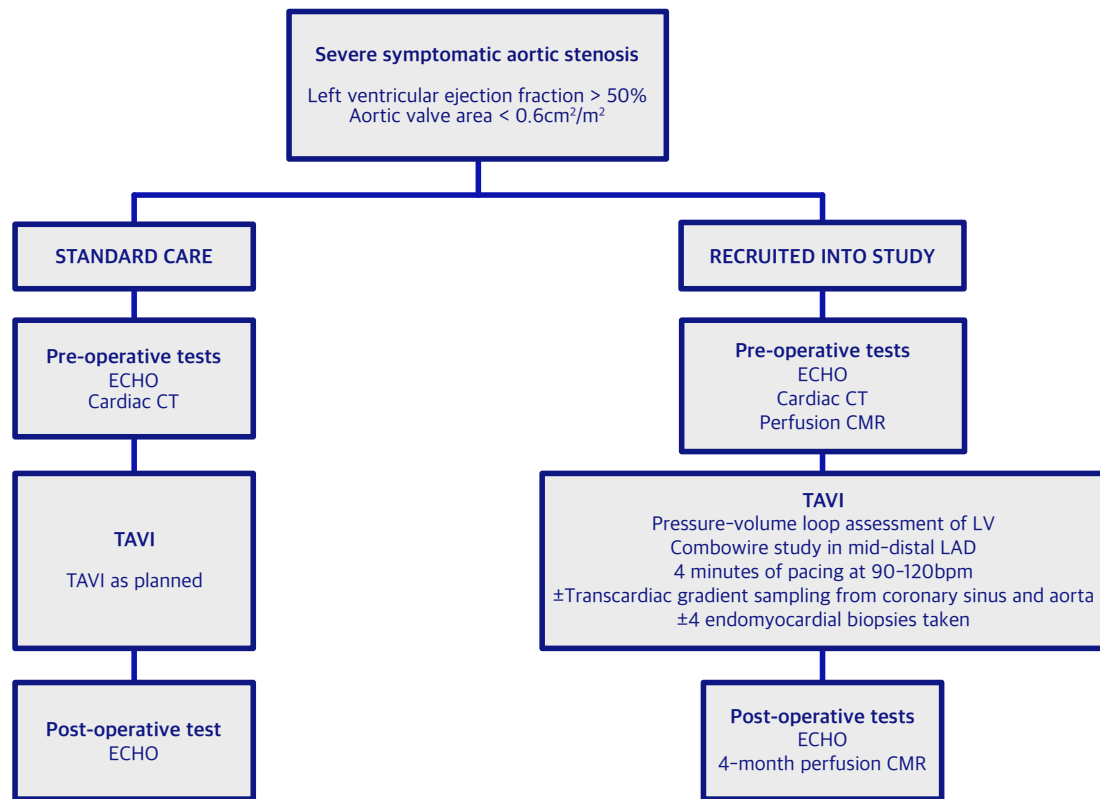 Severe symptomatic aortic stenosis
Left ventricular ejection fraction > 50%
Aortic valve area < 0.6cm²/m²
STANDARD CARE
Pre-operative tests
ECHO
Cardiac CT
TAVI
TAVI as planned
Post-operative test
ECHO
RECRUITED INTO STUDY
Pre-operative tests
ECHO
Cardiac CT
Perfusion CMR
TAVI
Pressure-volume loop assessment of LV
Combowire study in mid-distal LAD
4 minutes of pacing at 90-120bpm
±Transcardiac gradient sampling from coronary sinus and aorta
±4 endomyocardial biopsies taken
Post-operative tests
ECHO
4-month perfusion CMR